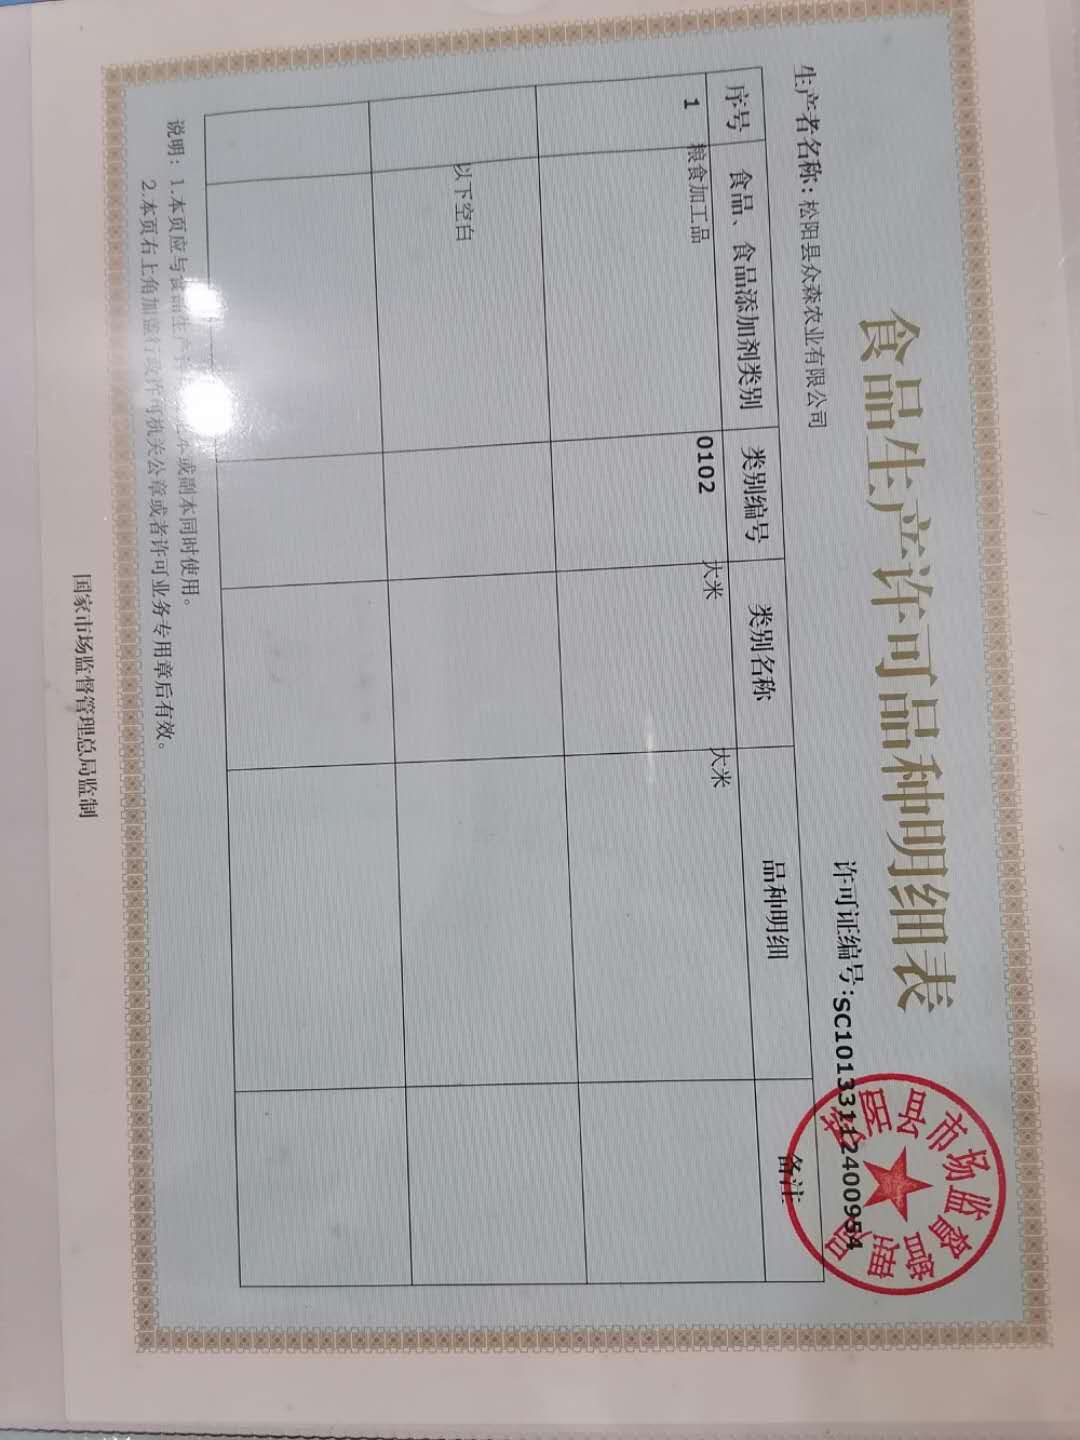 食品生产许可品种明细表
生产者名称：松阳县众森农业有限公司 许可证编号:SC10133112400954
序号 食品、食品添加剂类别 类别编号 类别名称 品种明细 备注
1 粮食加工品 0102 大米 大米
以下空白
说明：1.本页应与食品生产许 本或副本同时使用。
2.本页右上角加盖行政许可机关公章或者许可业务专用章后有效。
国家市场监督管理总局监制
县市场监督管理